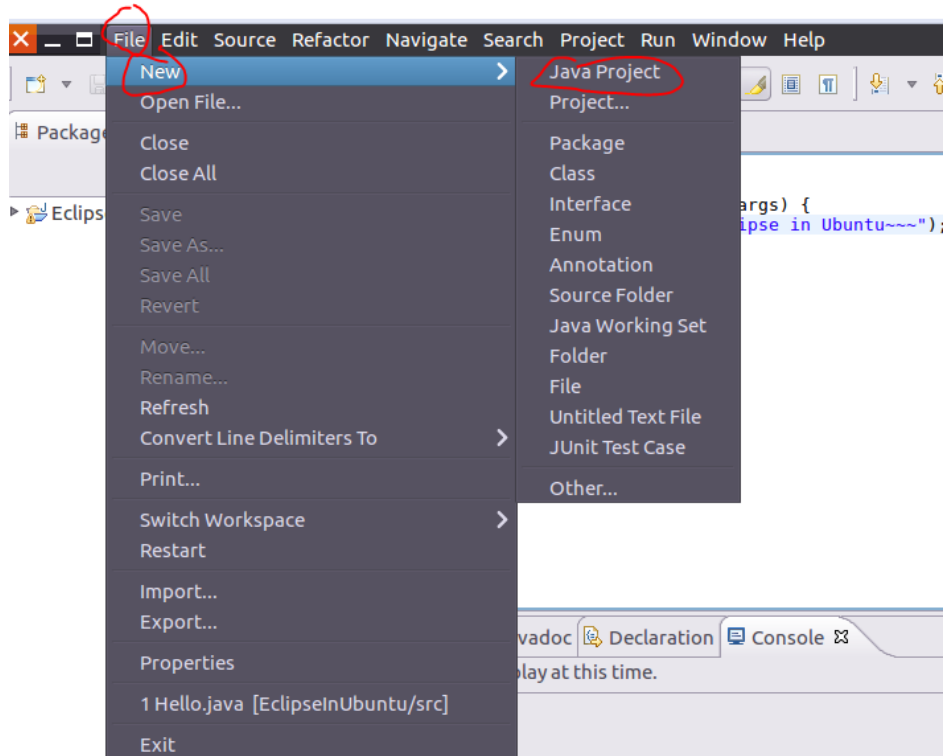 File Edit Source Refactor Navigate Search Project Run Window Help
New
Open File...
Close
Close All
Save
Save As...
Save All
Revert
Move...
Rename...
Refresh
Convert Line Delimiters To
Print...
Switch Workspace
Restart
Import...
Export...
Properties
1 Hello.java [EclipseInUbuntu/src]
Exit
Java Project
Project...
Package
Class
Interface
Enum
Annotation
Source Folder
Java Working Set
Folder
File
Untitled Text File
JUnit Test Case
Other...
Package
Eclips
args) {
ipse in Ubuntu~~~");
vadoc Declaration Console
play at this time.